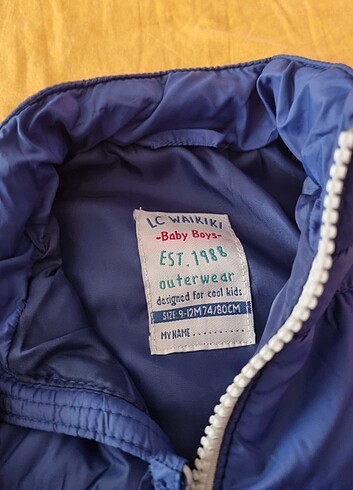 LC WAIKIKI
-Baby Boys-
EST. 1988
outerwear
designed for cool kids
SIZE: 9-12M 74/80CM
MY NAME ..........